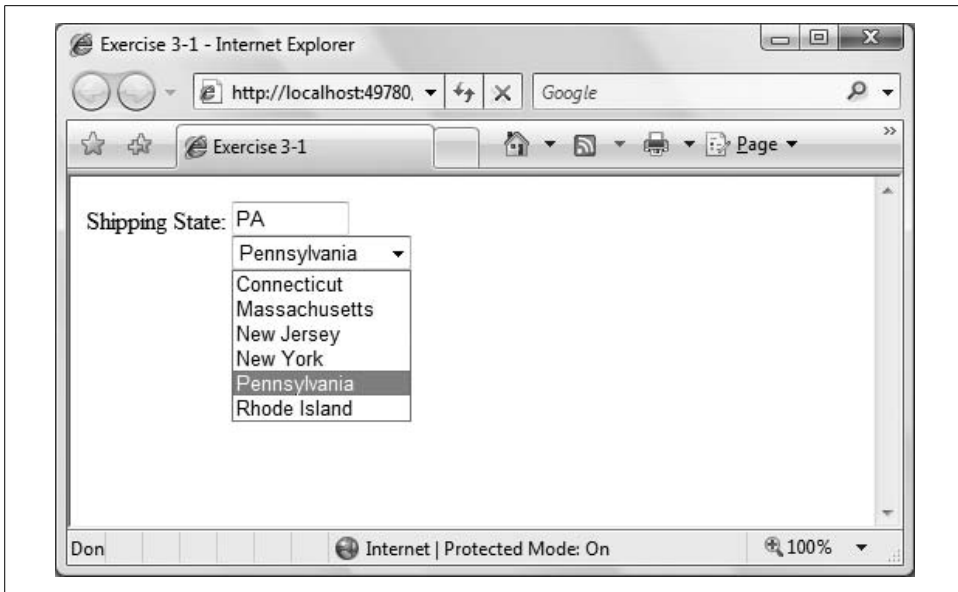 Exercise 3-1 - Internet Explorer
http://localhost:49780,
Google
Exercise 3-1
Page
Shipping State: PA
Pennsylvania
Connecticut
Massachusetts
New Jersey
New York
Pennsylvania
Rhode Island
Don
Internet | Protected Mode: On
100%